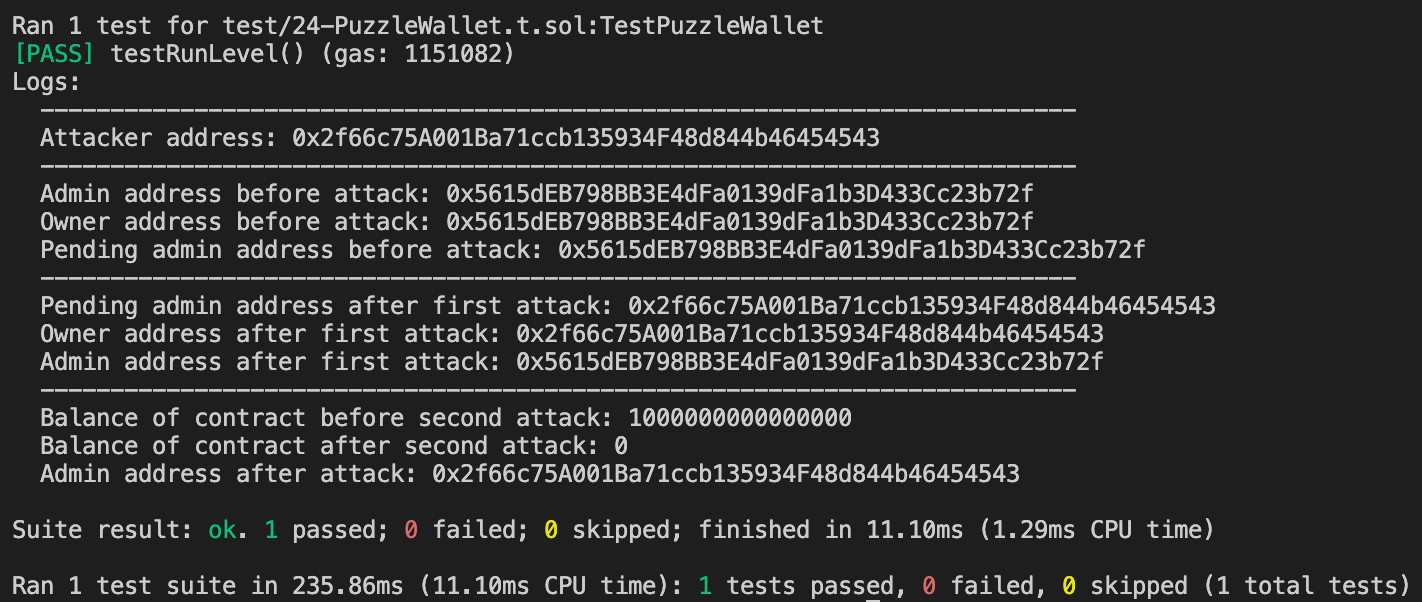 Ran 1 test for test/24-PuzzleWallet.t.sol:TestPuzzleWallet
[PASS] testRunLevel() (gas: 1151082)
Logs:
--------------------------------------------------------------------------
Attacker address: 0x2f66c75A001Ba71ccb135934F48d844b46454543
--------------------------------------------------------------------------
Admin address before attack: 0x5615dEB798BB3E4dFa0139dFa1b3D433Cc23b72f
Owner address before attack: 0x5615dEB798BB3E4dFa0139dFa1b3D433Cc23b72f
Pending admin address before attack: 0x5615dEB798BB3E4dFa0139dFa1b3D433Cc23b72f
--------------------------------------------------------------------------
Pending admin address after first attack: 0x2f66c75A001Ba71ccb135934F48d844b46454543
Owner address after first attack: 0x2f66c75A001Ba71ccb135934F48d844b46454543
Admin address after first attack: 0x5615dEB798BB3E4dFa0139dFa1b3D433Cc23b72f
--------------------------------------------------------------------------
Balance of contract before second attack: 1000000000000000
Balance of contract after second attack: 0
Admin address after attack: 0x2f66c75A001Ba71ccb135934F48d844b46454543
Suite result: ok. 1 passed; 0 failed; 0 skipped; finished in 11.10ms (1.29ms CPU time)
Ran 1 test suite in 235.86ms (11.10ms CPU time): 1 tests passed, 0 failed, 0 skipped (1 total tests)